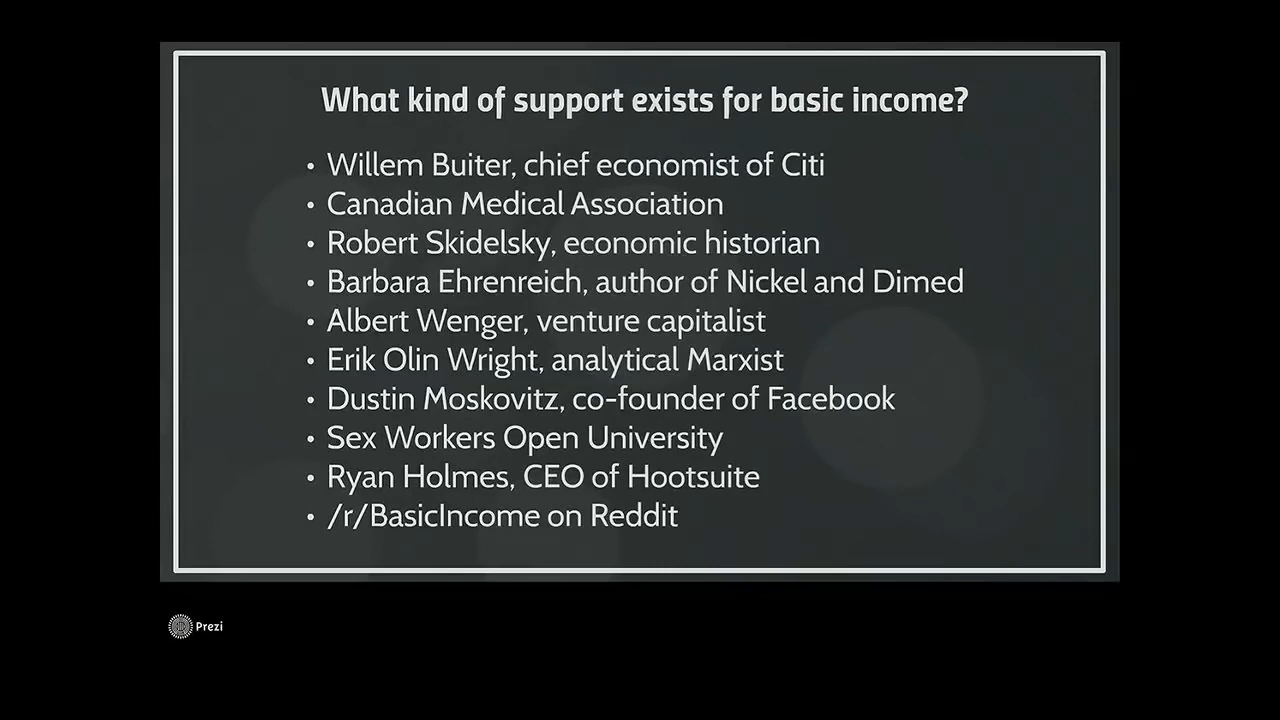 What kind of support exists for basic income?
• Willem Buiter, chief economist of Citi
• Canadian Medical Association
• Robert Skidelsky, economic historian
• Barbara Ehrenreich, author of Nickel and Dimed
• Albert Wenger, venture capitalist
• Erik Olin Wright, analytical Marxist
• Dustin Moskovitz, co-founder of Facebook
• Sex Workers Open University
• Ryan Holmes, CEO of Hootsuite
• /r/BasicIncome on Reddit
Prezi